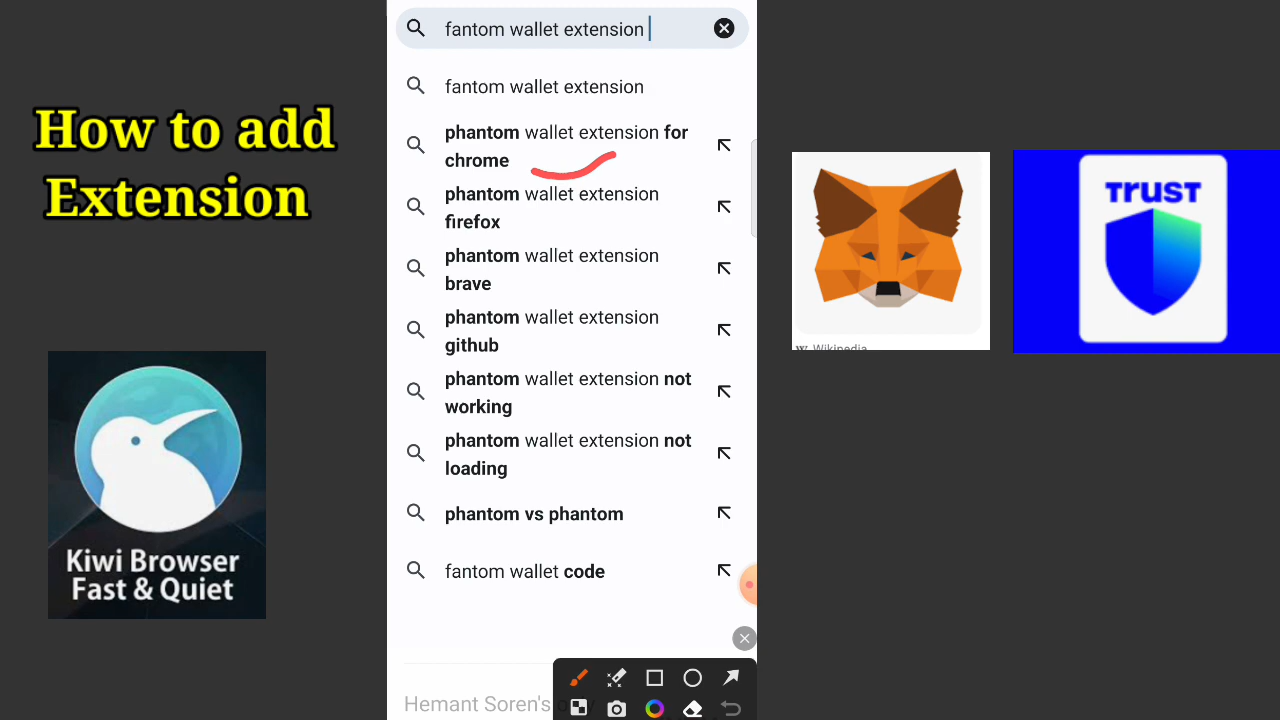 How to add
Extension
fantom wallet extension
fantom wallet extension
phantom wallet extension for
chrome
phantom wallet extension
firefox
phantom wallet extension
brave
phantom wallet extension
github
phantom wallet extension not
working
phantom wallet extension not
loading
phantom vs phantom
fantom wallet code
Hemant Soren's
Kiwi Browser
Fast & Quiet
W Wikipedia
TRUST